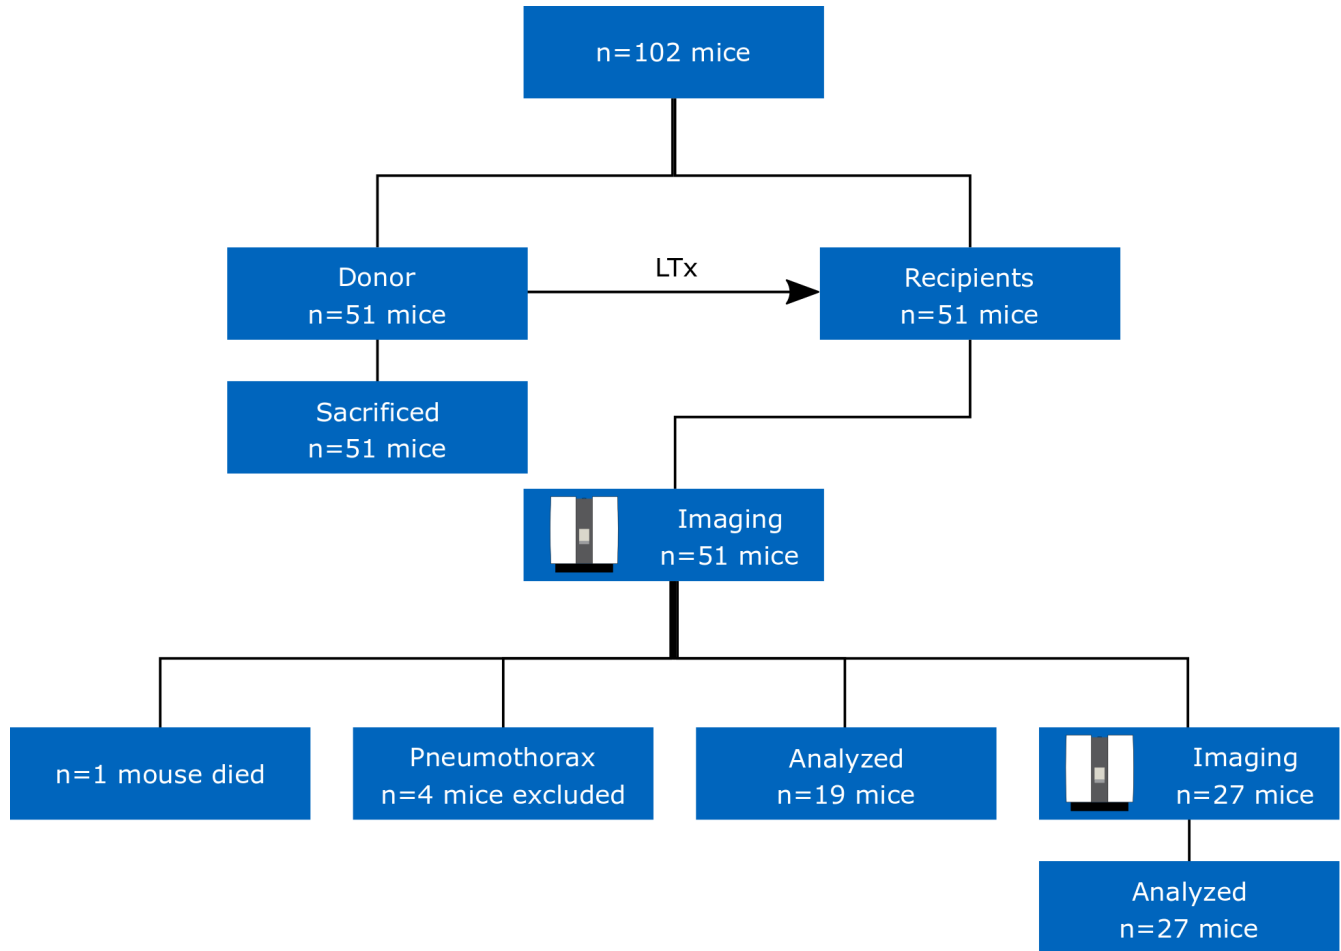 n=102 mice
Donor
n=51 mice
LTx
Recipients
n=51 mice
Sacrificed
n=51 mice
Imaging
n=51 mice
n=1 mouse died
Pneumothorax
n=4 mice excluded
Analyzed
n=19 mice
Imaging
n=27 mice
Analyzed
n=27 mice